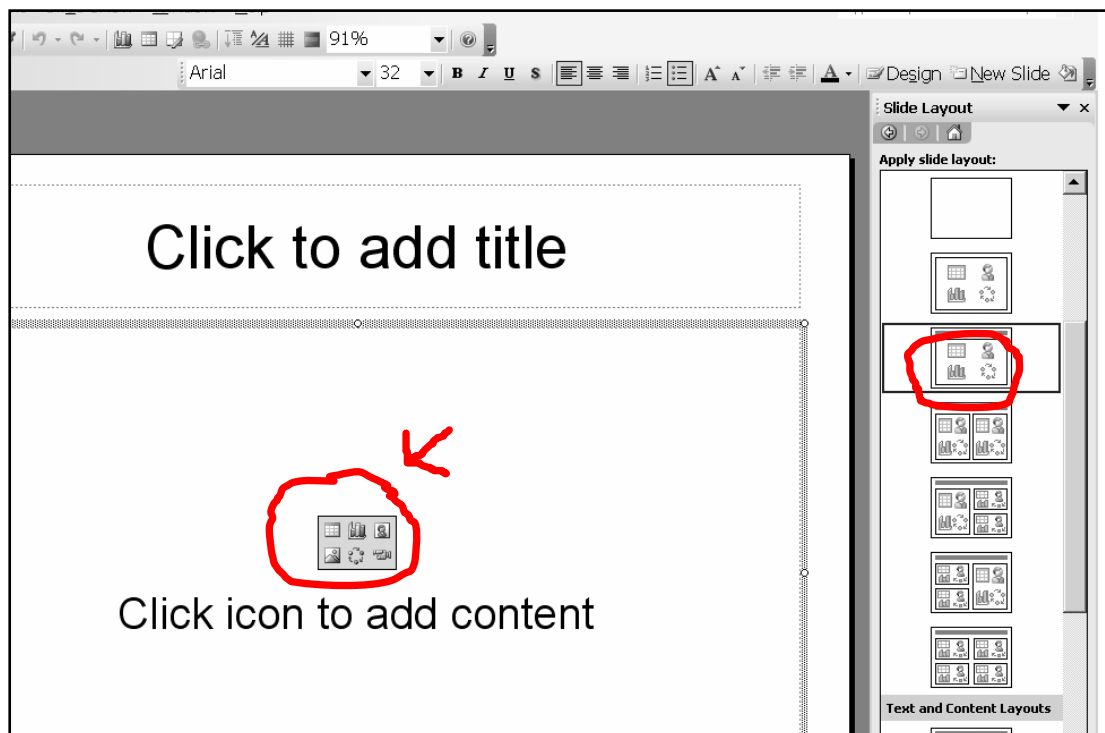 91%
Arial 32 B I U S A A A Design New Slide
Slide Layout
Apply slide layout:
Click to add title
Click icon to add content
Text and Content Layouts